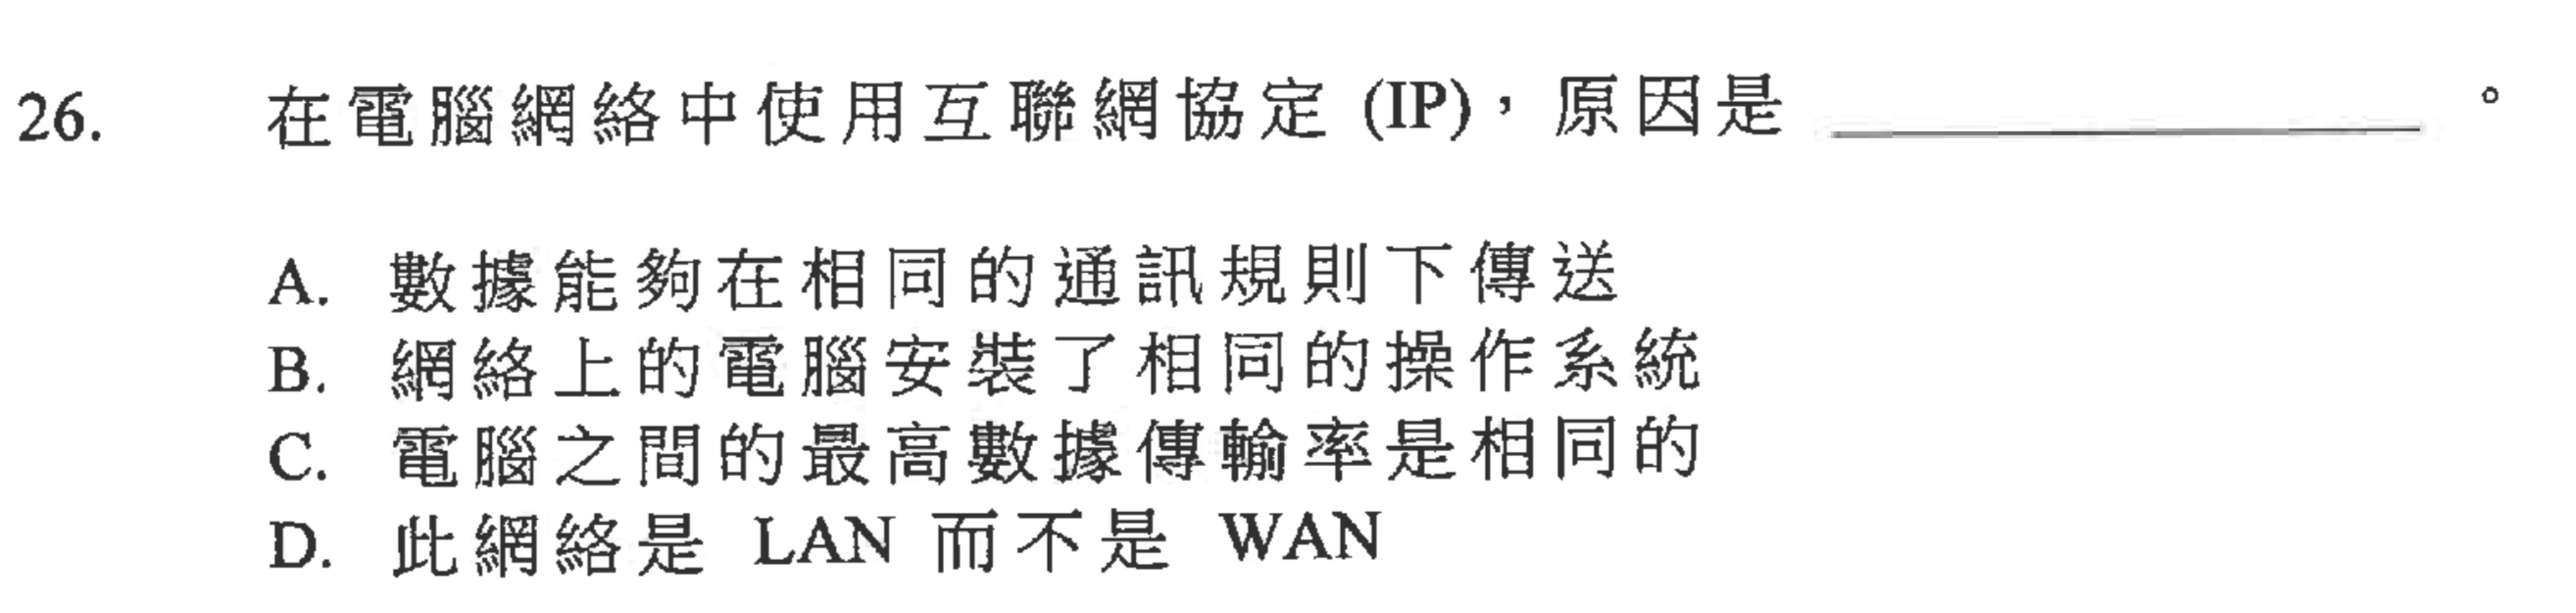 26. 在電腦網絡中使用互聯網協定 (IP)，原因是 ＿＿＿＿＿＿＿。
A. 數據能夠在相同的通訊規則下傳送
B. 網絡上的電腦安裝了相同的操作系統
C. 電腦之間的最高數據傳輸率是相同的
D. 此網絡是 LAN 而不是 WAN